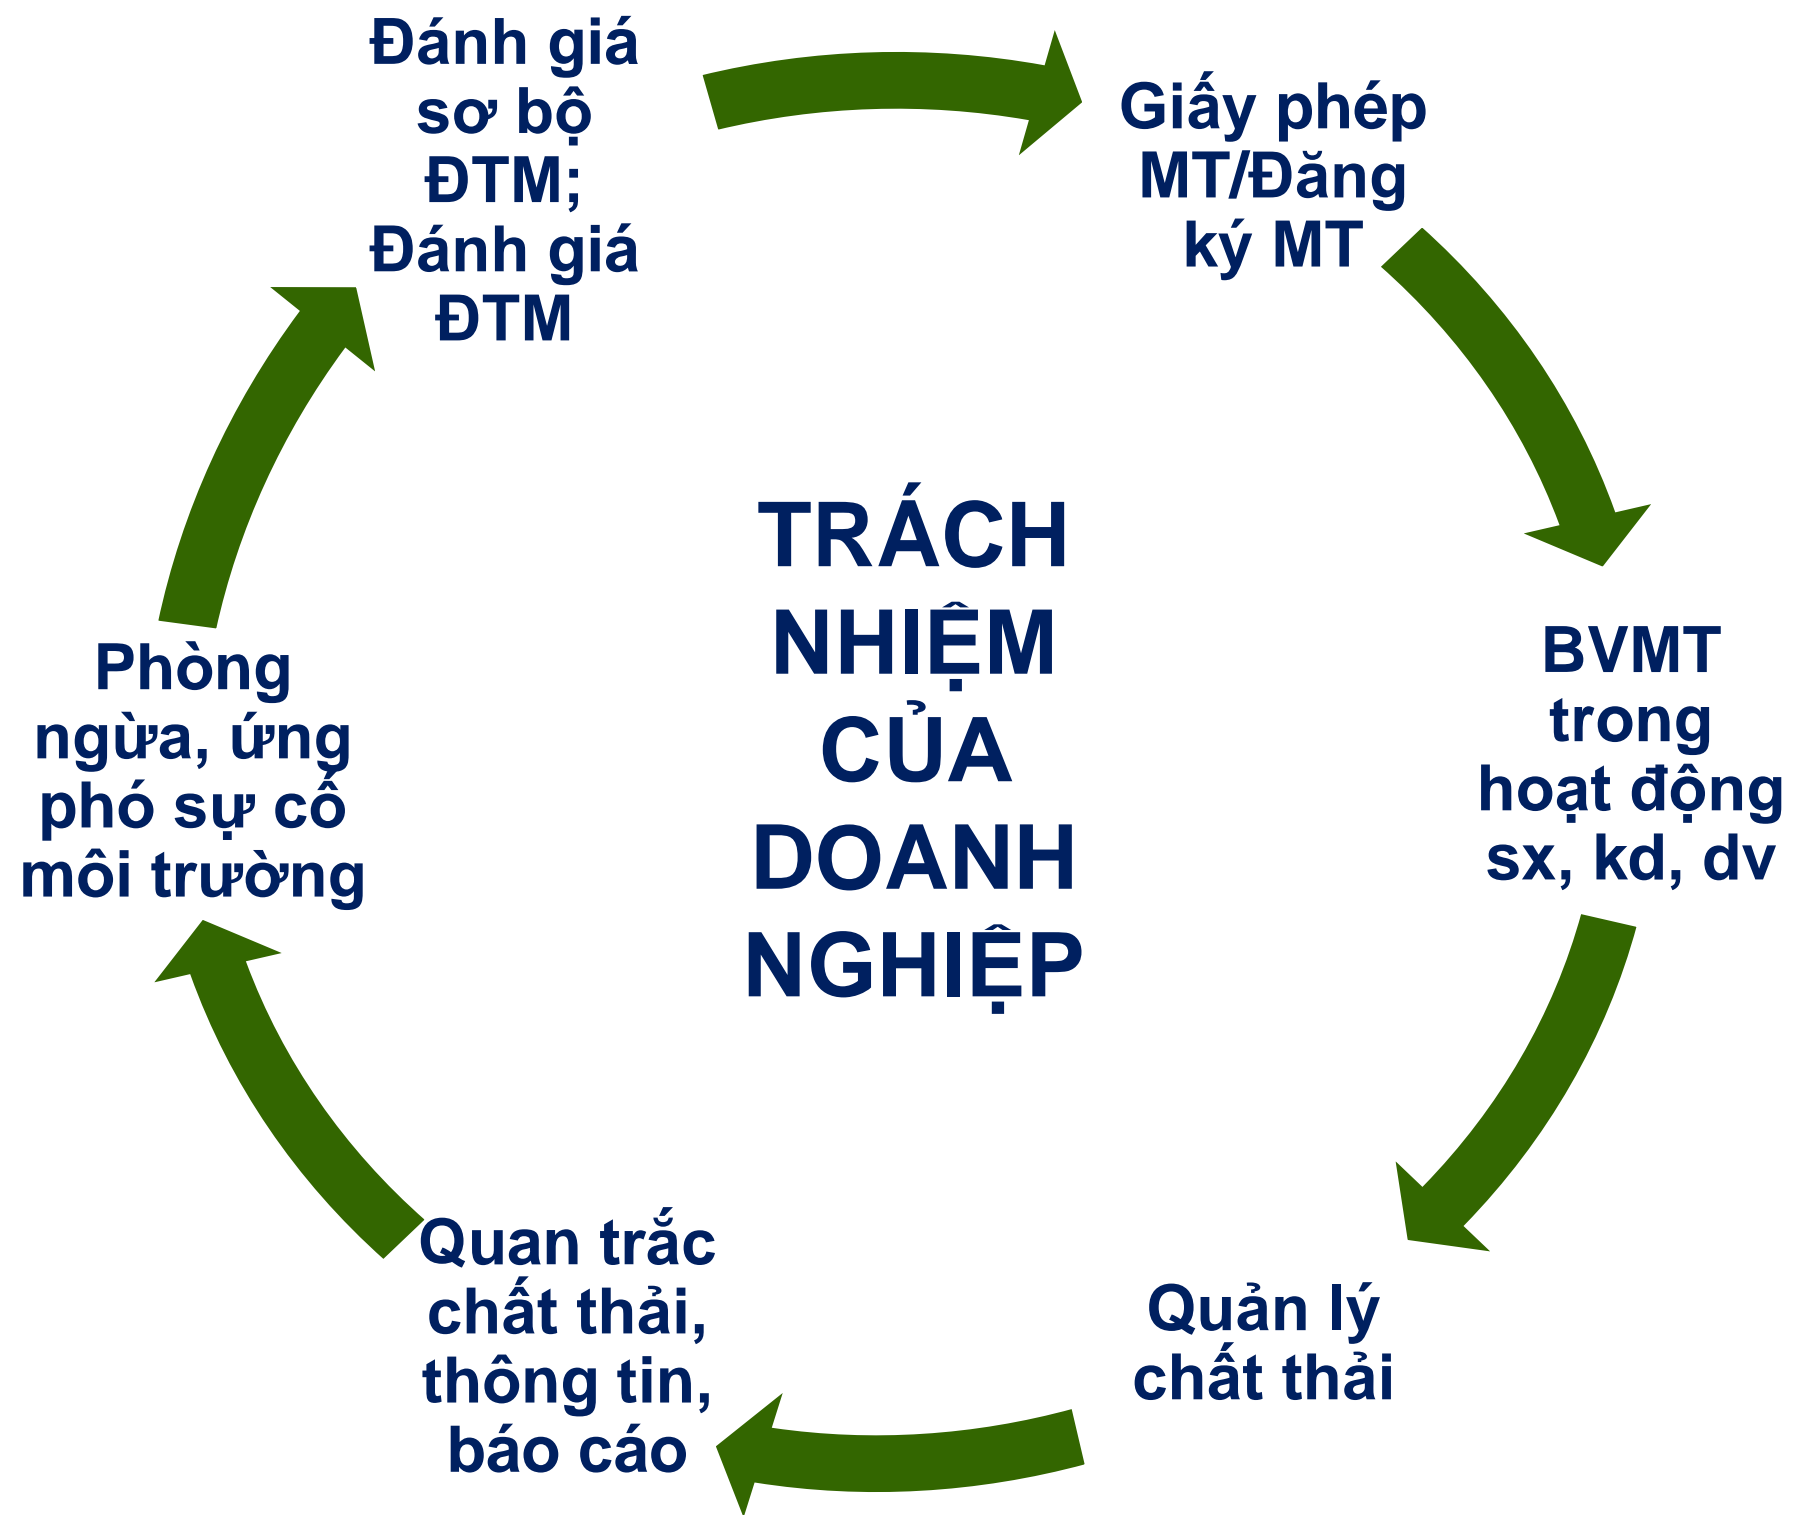 Đánh giá
sơ bộ
ĐTM;
Đánh giá
ĐTM
Giấy phép
MT/Đăng
ký MT
BVMT
trong
hoạt động
sx, kd, dv
Quản lý
chất thải
Quan trắc
chất thải,
thông tin,
báo cáo
Phòng
ngừa, ứng
phó sự cố
môi trường
TRÁCH
NHIỆM
CỦA
DOANH
NGHIỆP